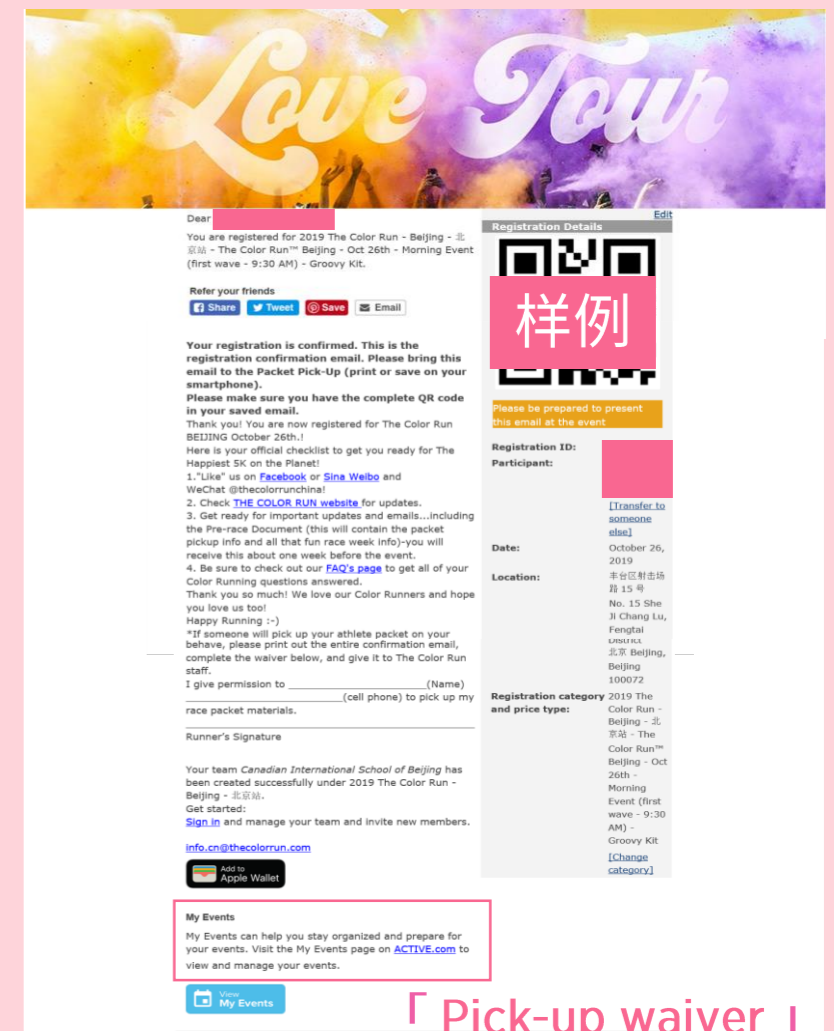 Love Tour
Dear
You are registered for 2019 The Color Run - Beijing - 北
京站 - The Color Run™ Beijing - Oct 26th - Morning Event
(first wave - 9:30 AM) - Groovy Kit.
Refer your friends
Share Tweet Save Email
Your registration is confirmed. This is the
registration confirmation email. Please bring this
email to the Packet Pick-Up (print or save on your
smartphone).
Please make sure you have the complete QR code
in your saved email.
Thank you! You are now registered for The Color Run
BEIJING October 26th.!
Here is your official checklist to get you ready for The
Happiest 5K on the Planet!
1."Like" us on Facebook or Sina Weibo and
WeChat @thecolorrunchina!
2. Check THE COLOR RUN website for updates.
3. Get ready for important updates and emails...including
the Pre-race Document (this will contain the packet
pickup info and all that fun race week info)-you will
receive this about one week before the event.
4. Be sure to check out our FAQ's page to get all of your
Color Running questions answered.
Thank you so much! We love our Color Runners and hope
you love us too!
Happy Running :-)
*If someone will pick up your athlete packet on your
behave, please print out the entire confirmation email,
complete the waiver below, and give it to The Color Run
staff.
I give permission to __________________________(Name)
_____________________________(cell phone) to pick up my
race packet materials.
Runner's Signature
Your team Canadian International School of Beijing has
been created successfully under 2019 The Color Run -
Beijing - 北京站.
Get started:
Sign in and manage your team and invite new members.
info.cn@thecolorrun.com
Add to
Apple Wallet
My Events
My Events can help you stay organized and prepare for
your events. Visit the My Events page on ACTIVE.com to
view and manage your events.
View
My Events
Edit
Registration Details
样例
Please be prepared to present
this email at the event
Registration ID:
Participant:
[Transfer to
someone
else]
Date: October 26,
2019
Location: 丰台区射击场
路 15 号
No. 15 She
Ji Chang Lu,
Fengtai
District
北京 Beijing,
Beijing
100072
Registration category 2019 The
and price type: Color Run -
Beijing - 北
京站 - The
Color Run™
Beijing - Oct
26th -
Morning
Event (first
wave - 9:30
AM) -
Groovy Kit
[Change
category]
「 Pick-up waiver 」